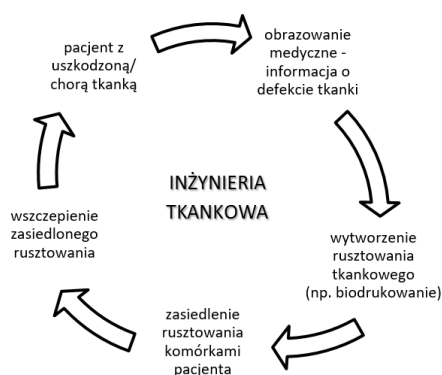 pacjent z
uszkodzoną/
chorą tkanką
obrazowanie
medyczne -
informacja o
defekcie tkanki
INŻYNIERIA
TKANKOWA
wytworzenie
rusztowania
tkankowego
(np. biodrukowanie)
zasiedlenie
rusztowania
komórkami
pacjenta
wszczepienie
zasiedlonego
rusztowania